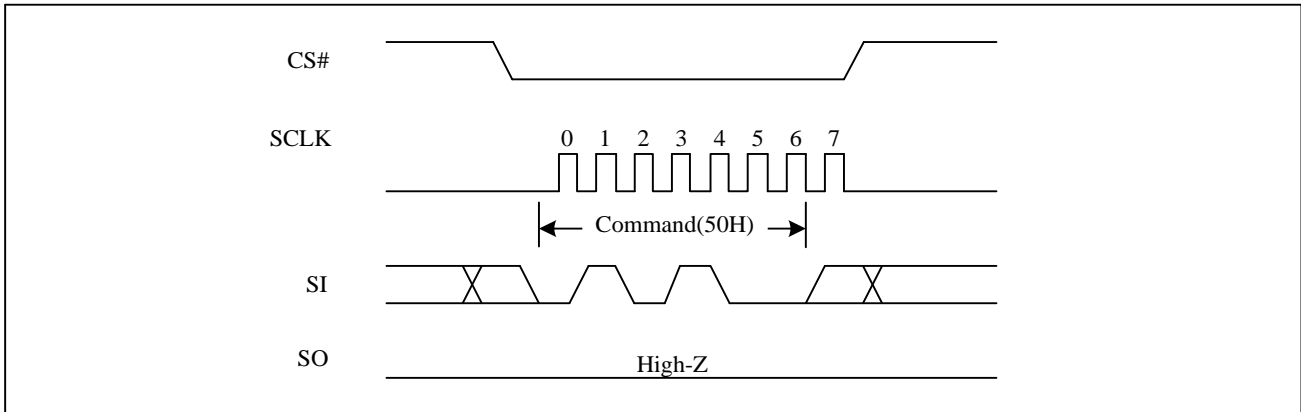 CS#
SCLK
0 1 2 3 4 5 6 7
Command(50H)
SI
SO
High-Z